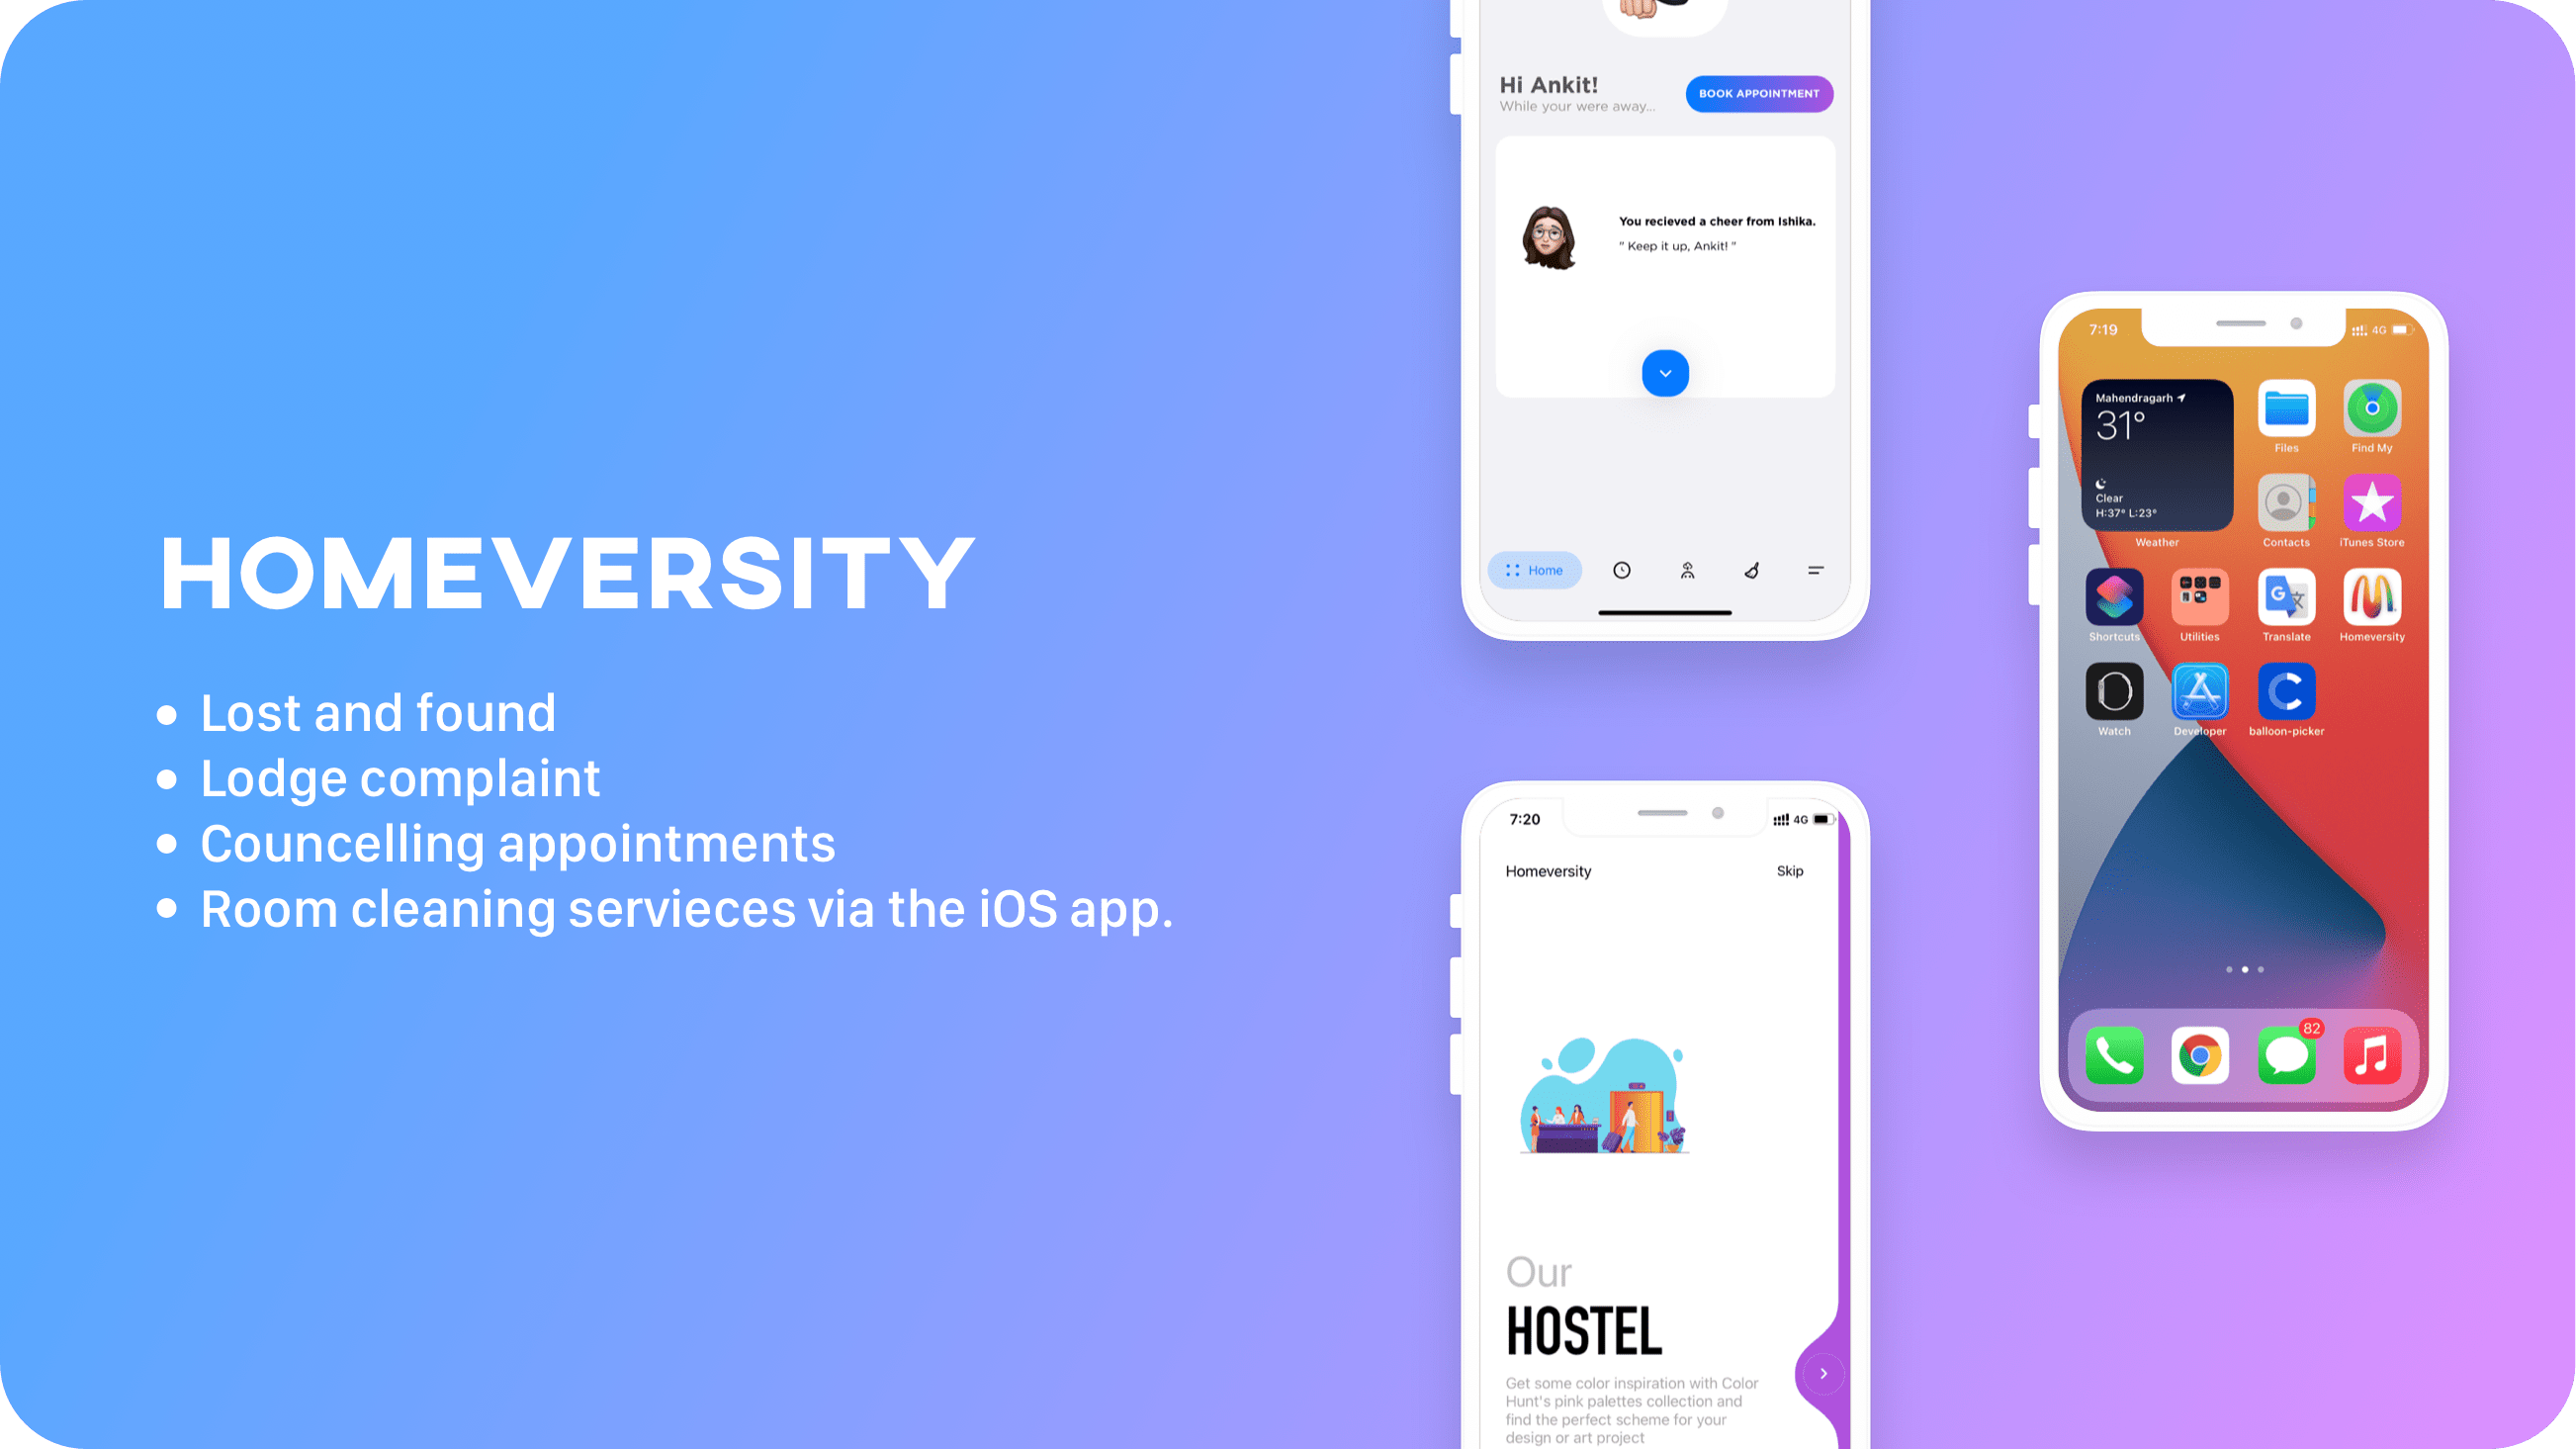 HOMEVERSITY
• Lost and found
• Lodge complaint
• Councelling appointments
• Room cleaning servieces via the iOS app.
Hi Ankit!
While your were away...
BOOK APPOINTMENT
You recieved a cheer from Ishika.
" Keep it up, Ankit! "
Home
7:20
4G
Homeversity
Skip
Our
HOSTEL
Get some color inspiration with Color
Hunt's pink palettes collection and
find the perfect scheme for your
design or art project
7:19
4G
Mahendragarh
31°
Clear
H:37° L:23°
Weather
Files
Find My
Contacts
iTunes Store
Shortcuts
Utilities
Translate
Homeversity
Watch
Developer
balloon-picker
82